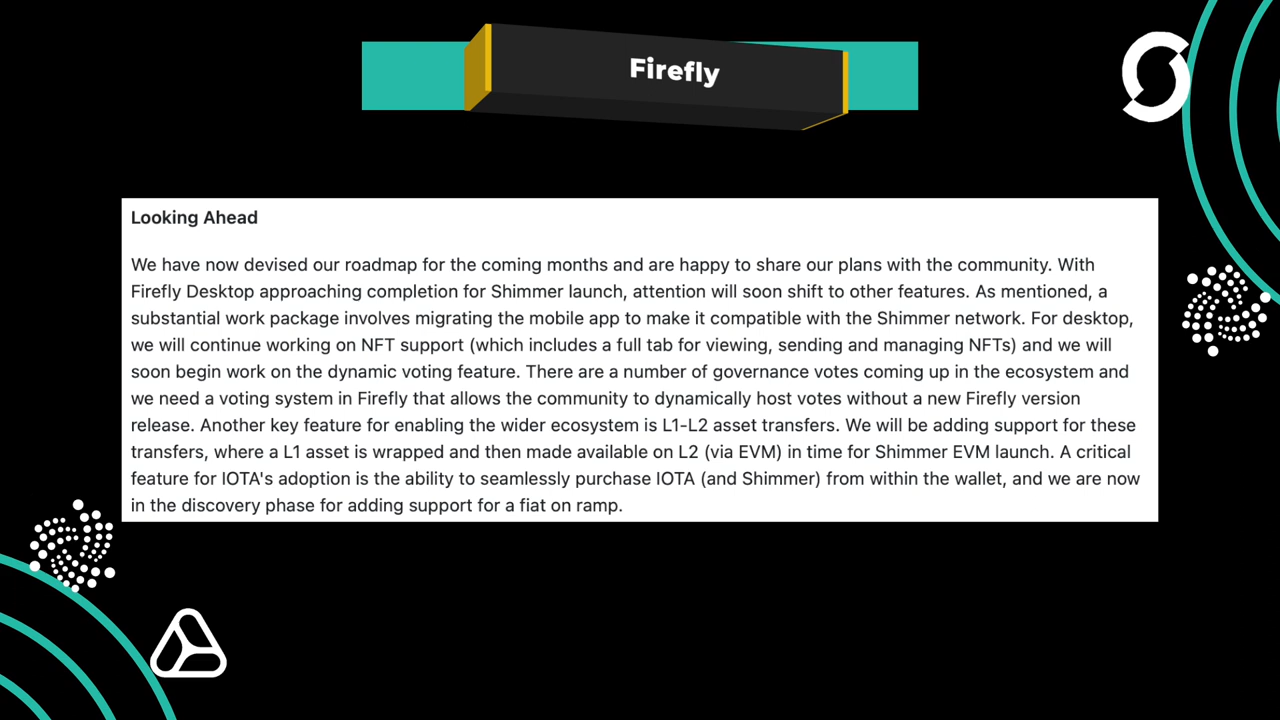 Firefly
Looking Ahead
We have now devised our roadmap for the coming months and are happy to share our plans with the community. With
Firefly Desktop approaching completion for Shimmer launch, attention will soon shift to other features. As mentioned, a
substantial work package involves migrating the mobile app to make it compatible with the Shimmer network. For desktop,
we will continue working on NFT support (which includes a full tab for viewing, sending and managing NFTs) and we will
soon begin work on the dynamic voting feature. There are a number of governance votes coming up in the ecosystem and
we need a voting system in Firefly that allows the community to dynamically host votes without a new Firefly version
release. Another key feature for enabling the wider ecosystem is L1-L2 asset transfers. We will be adding support for these
transfers, where a L1 asset is wrapped and then made available on L2 (via EVM) in time for Shimmer EVM launch. A critical
feature for IOTA's adoption is the ability to seamlessly purchase IOTA (and Shimmer) from within the wallet, and we are now
in the discovery phase for adding support for a fiat on ramp.